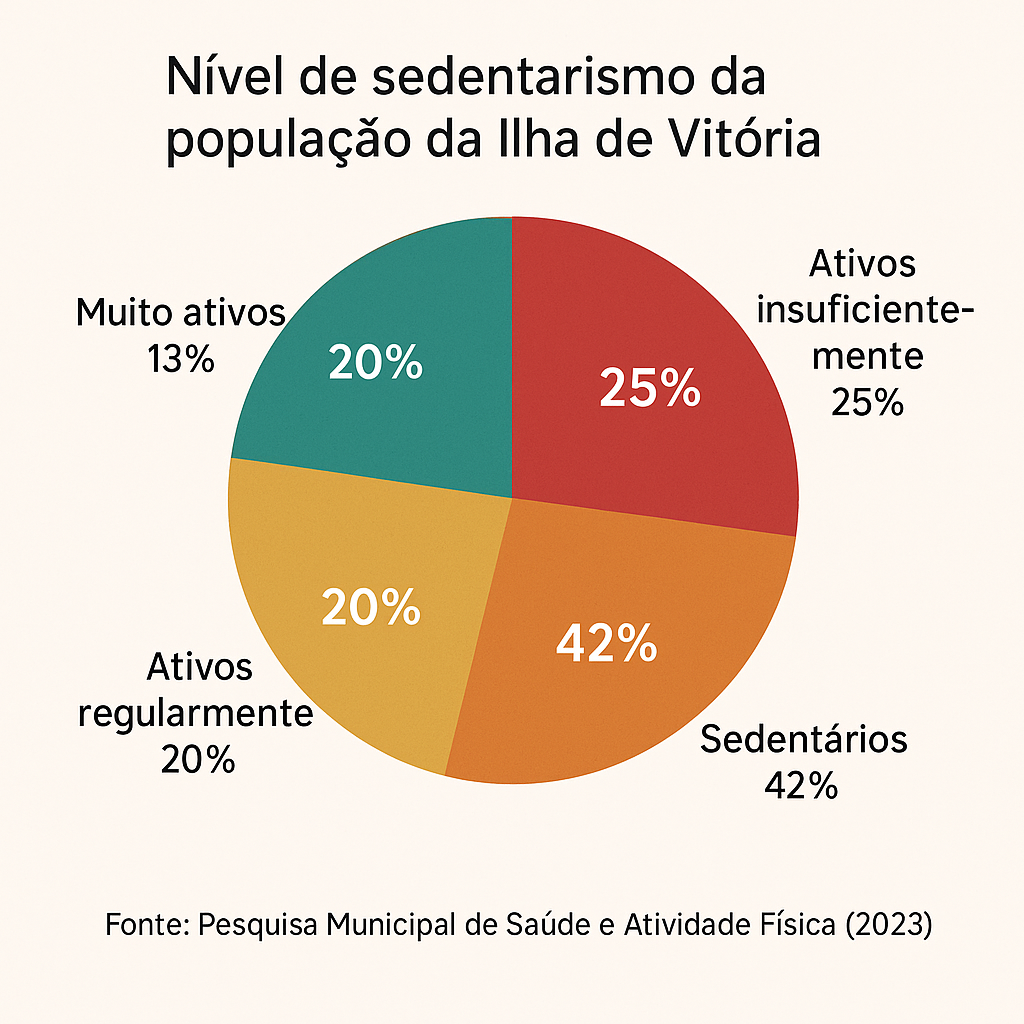 Nível de sedentarismo da
populaçǎo da Ilha de Vitória
Ativos
insuficiente-
mente
25%
Muito ativos
13%
20%
25%
20%
42%
Ativos
regularmente
20%
Sedentários
42%
Fonte: Pesquisa Municipal de Saúde e Atividade Física (2023)